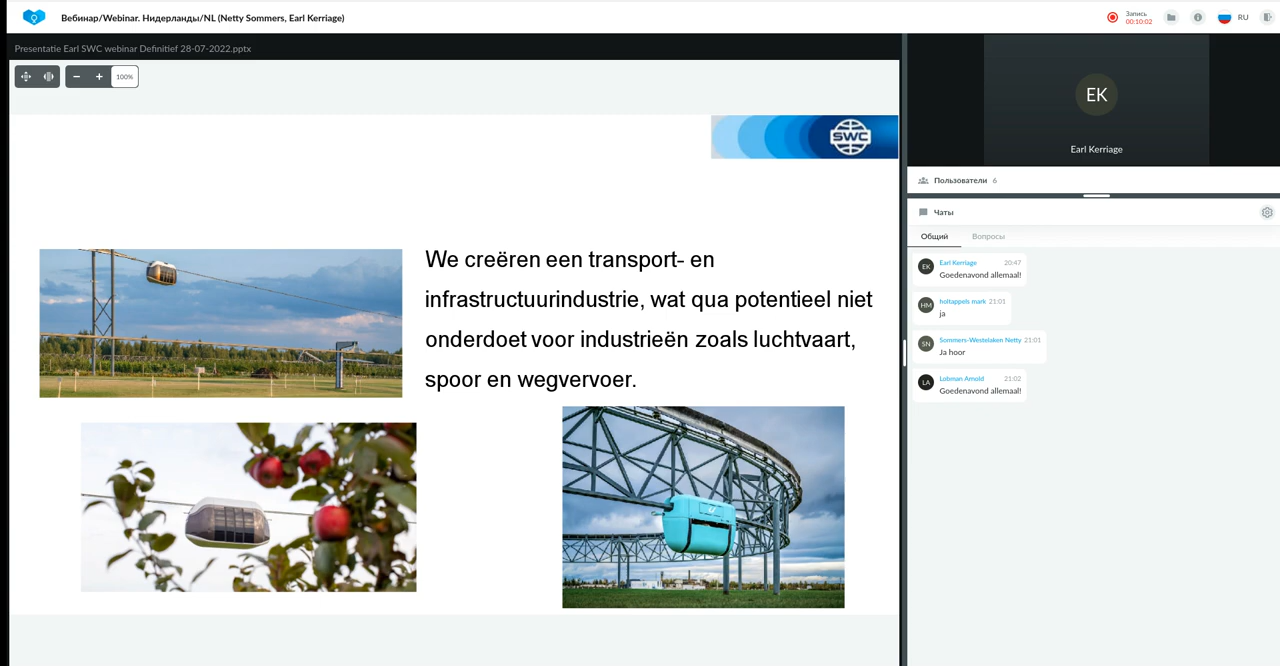 Вебинар/Webinar. Нидерланды/NL (Netty Sommers, Earl Kerriage)
Запись
00:10:02
RU
Presentatie Earl SWC webinar Definitief 28-07-2022.pptx
100%
SWC
We creëren een transport- en
infrastructuurindustrie, wat qua potentieel niet
onderdoet voor industrieën zoals luchtvaart,
spoor en wegvervoer.
EK
Earl Kerriage
Пользователи 6
Чаты
Общий Вопросы
EK Earl Kerriage 20:47
Goedenavond allemaal!
HM holtappels mark 21:01
ja
SN Sommers-Westelaken Netty 21:01
Ja hoor
LA Lobman Arnold 21:02
Goedenavond allemaal!